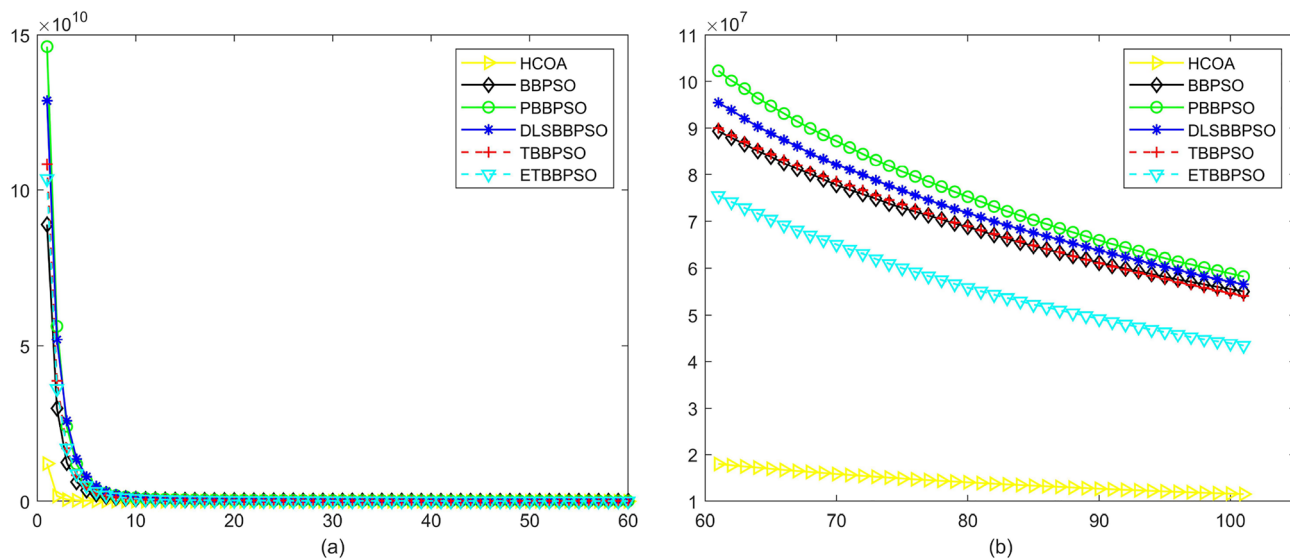 ×10^10
15
10
5
0
0 10 20 30 40 50 60
HCOA
BBPSO
PBBPSO
DLSBBPSO
TBBPSO
ETBBPSO
(a)
×10^7
11
10
9
8
7
6
5
4
3
2
1
60 70 80 90 100
HCOA
BBPSO
PBBPSO
DLSBBPSO
TBBPSO
ETBBPSO
(b)